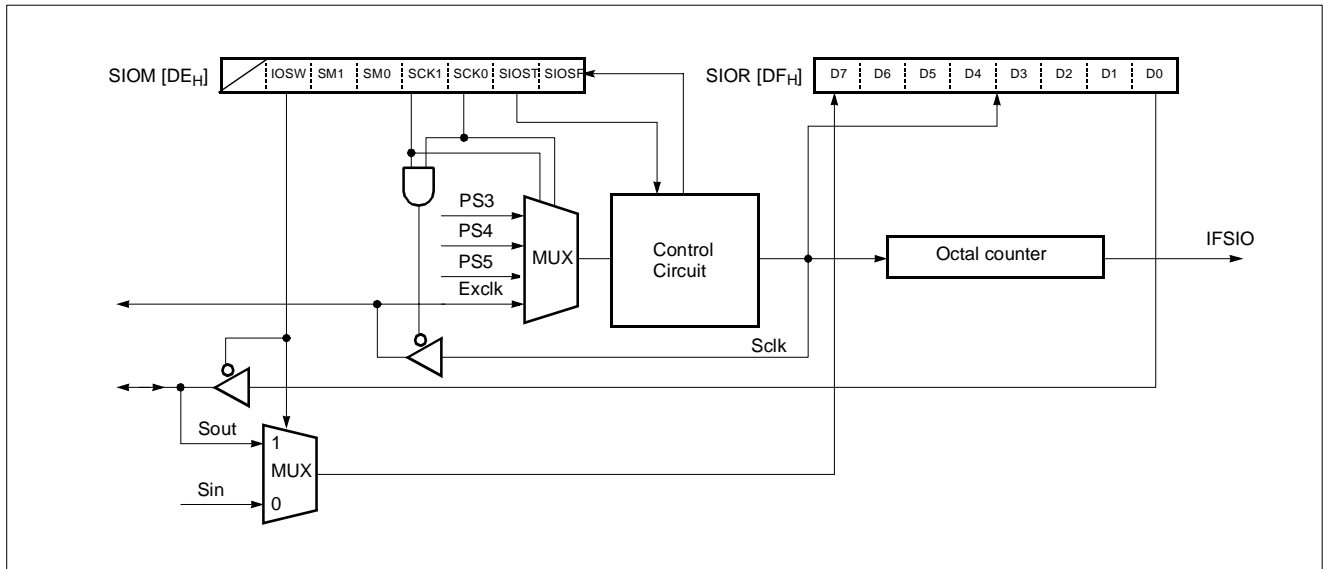 SIOM [DEH] IOSW SM1 SM0 SCK1 SCK0 SIOST SIOSF
SIOR [DFH] D7 D6 D5 D4 D3 D2 D1 D0
PS3
PS4
PS5
Exclk
MUX
Control
Circuit
Octal counter
IFSIO
Sclk
Sout
1
MUX
Sin
0